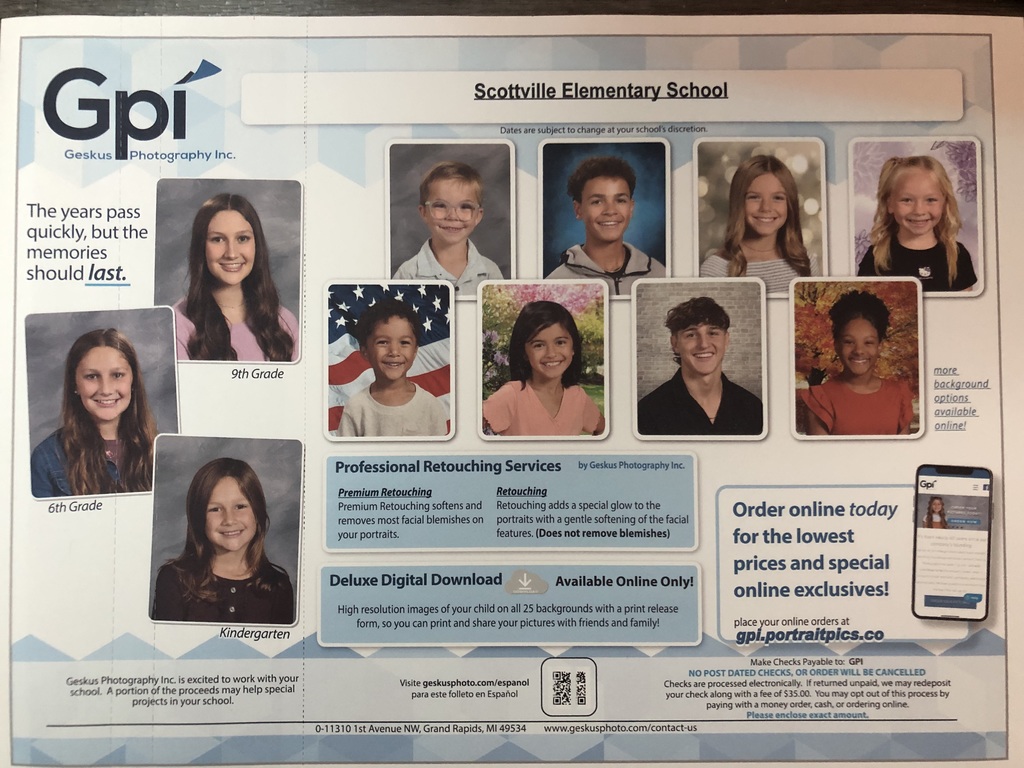 Gpi
Geskus Photography Inc.
Scottville Elementary School
Dates are subject to change at your school's discretion.
The years pass
quickly, but the
memories
should last.
9th Grade
6th Grade
Kindergarten
more
background
options
available
online!
Professional Retouching Services by Geskus Photography Inc.
Premium Retouching
Premium Retouching softens and
removes most facial blemishes on
your portraits.
Retouching
Retouching adds a special glow to the
portraits with a gentle softening of the facial
features. (Does not remove blemishes)
Deluxe Digital Download Available Online Only!
High resolution images of your child on all 25 backgrounds with a print release
form, so you can print and share your pictures with friends and family!
Order online today
for the lowest
prices and special
online exclusives!
place your online orders at
gpi.portraitpics.co
Gpi
Geskus Photography Inc. is excited to work with your
school. A portion of the proceeds may help special
projects in your school.
Visite geskusphoto.com/espanol
para este folleto en Español
Make Checks Payable to: GPI
NO POST DATED CHECKS, OR ORDER WILL BE CANCELLED
Checks are processed electronically. If returned unpaid, we may redeposit
your check along with a fee of $35.00. You may opt out of this process by
paying with a money order, cash, or ordering online.
Please enclose exact amount.
0-11310 1st Avenue NW, Grand Rapids, MI 49534 www.geskusphoto.com/contact-us